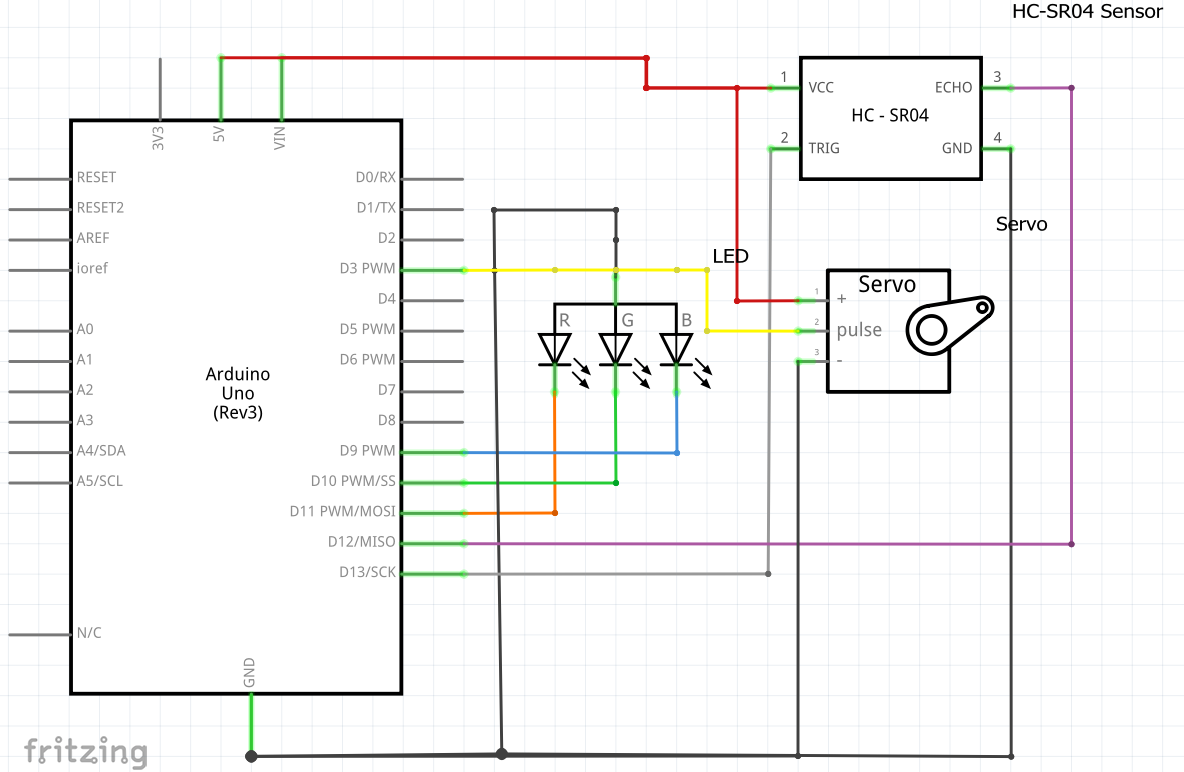 HC-SR04 Sensor
1
VCC
ECHO
3
HC - SR04
2
TRIG
GND
4
3V3
5V
VIN
RESET
D0/RX
RESET2
D1/TX
AREF
D2
ioref
D3 PWM
D4
A0
D5 PWM
A1
D6 PWM
A2
D7
A3
D8
A4/SDA
D9 PWM
A5/SCL
D10 PWM/SS
D11 PWM/MOSI
D12/MISO
D13/SCK
N/C
GND
Arduino
Uno
(Rev3)
LED
R
G
B
Servo
Servo
1
+
2
pulse
3
-
fritzing